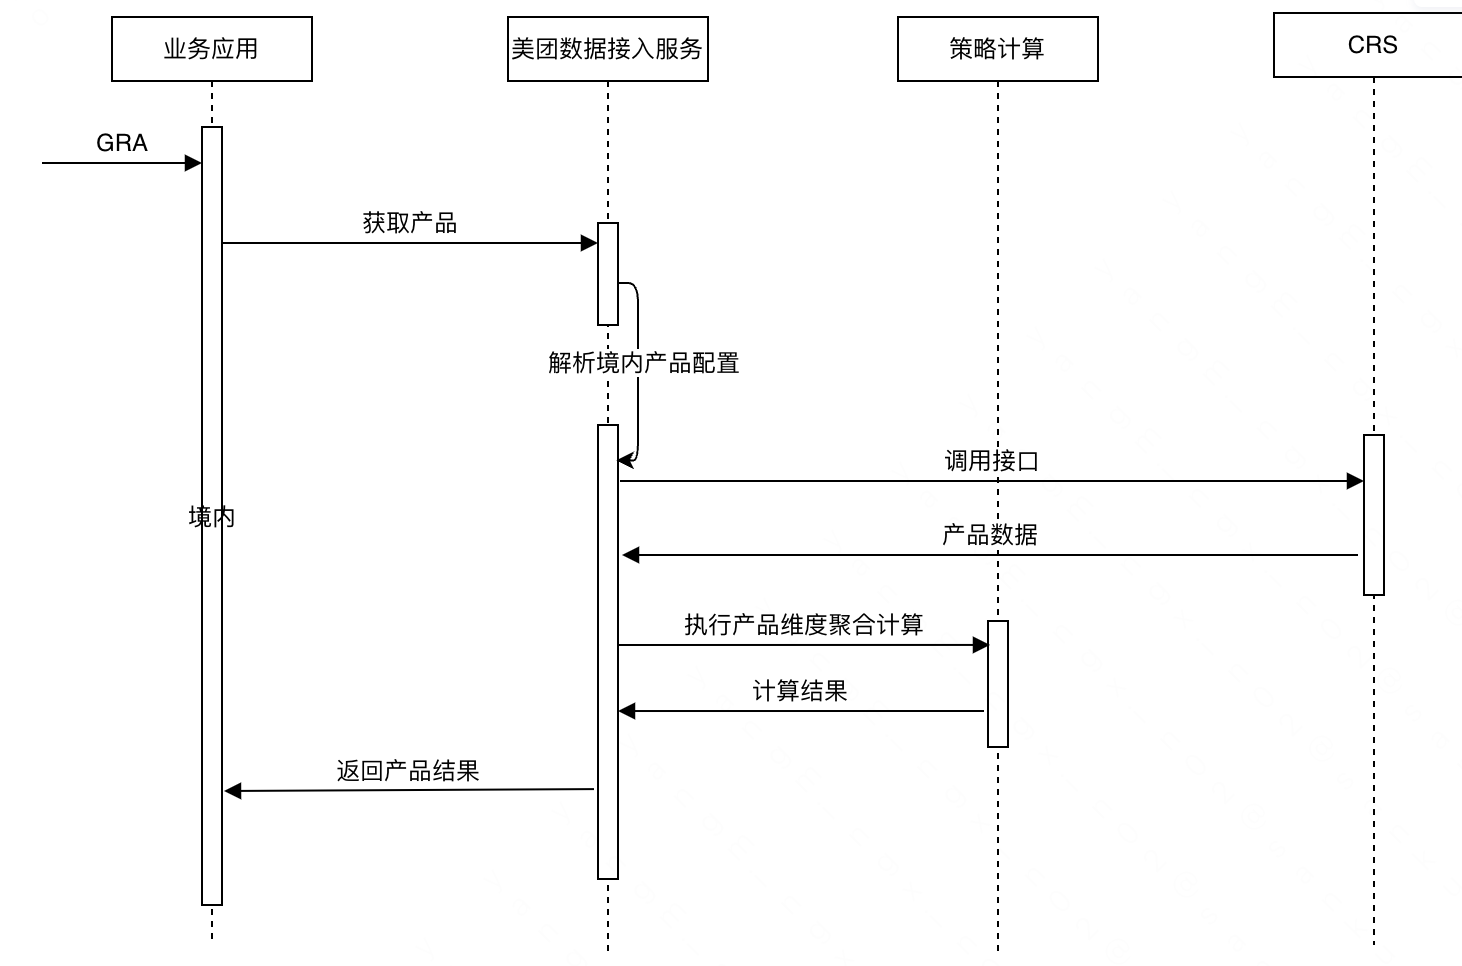 业务应用
美团数据接入服务
策略计算
CRS
GRA
获取产品
解析境内产品配置
调用接口
境内
产品数据
执行产品维度聚合计算
计算结果
返回产品结果